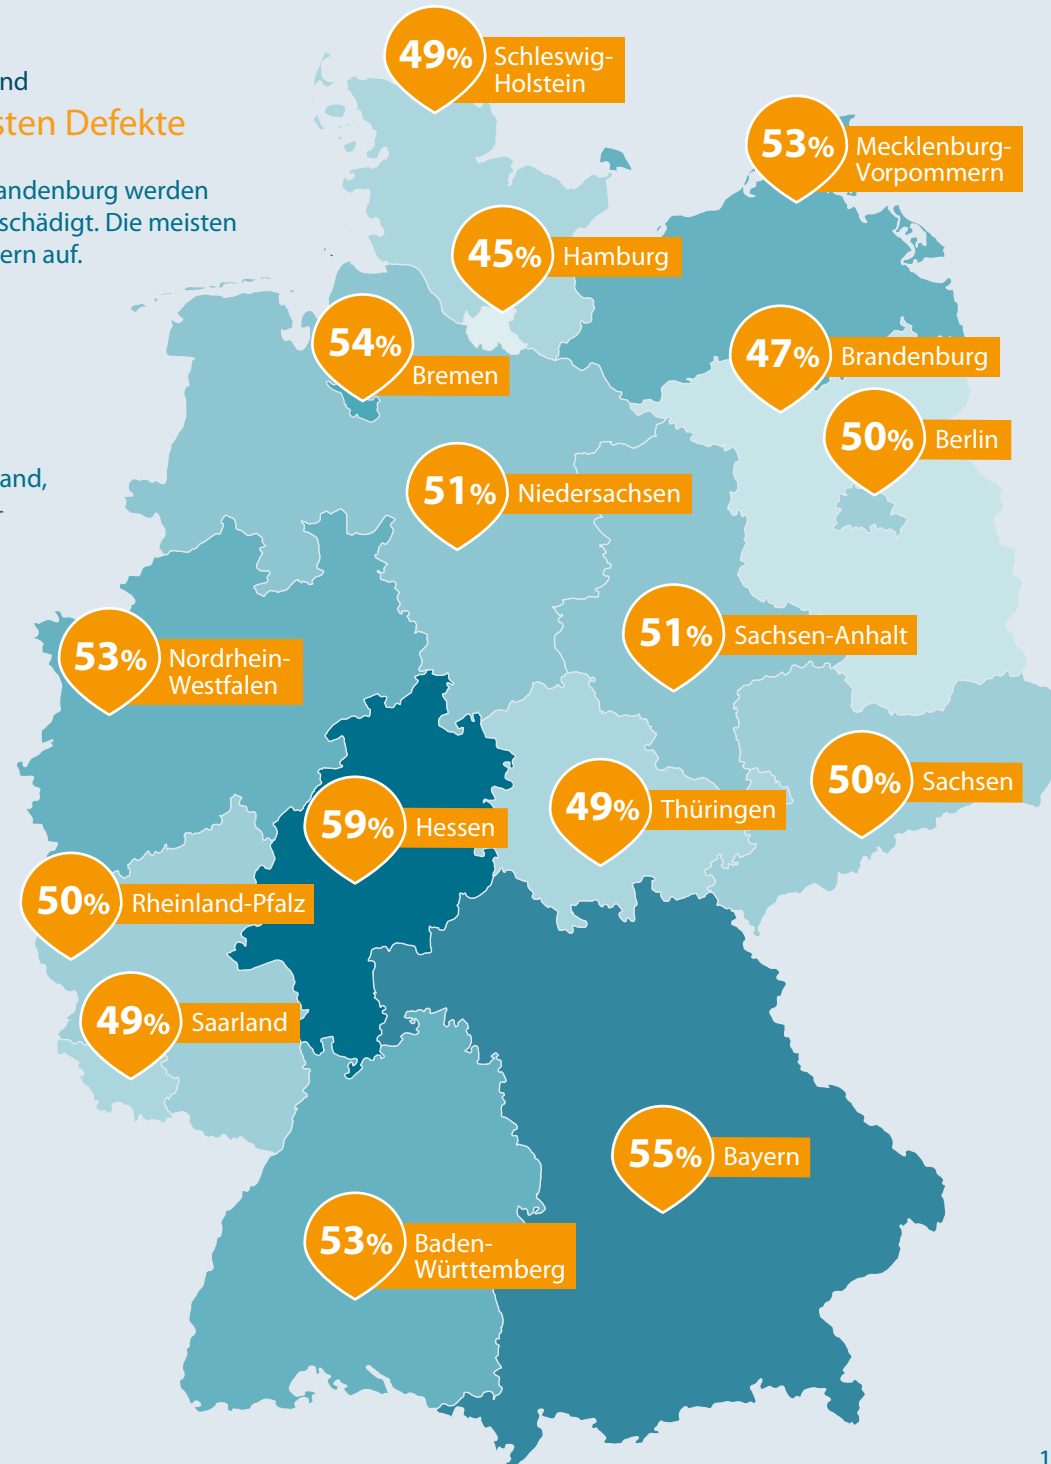 nd
sten Defekte
andenburg werden
schädigt. Die meisten
ern auf.
and,
-
49% Schleswig-
Holstein
53% Mecklenburg-
Vorpommern
45% Hamburg
54% Bremen
47% Brandenburg
50% Berlin
51% Niedersachsen
51% Sachsen-Anhalt
53% Nordrhein-
Westfalen
50% Sachsen
59% Hessen
49% Thüringen
50% Rheinland-Pfalz
49% Saarland
55% Bayern
53% Baden-
Württemberg
1